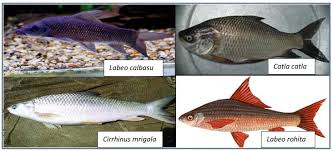 Labeo calbasu
Catla catla
Cirrhinus mrigala
Labeo rohita